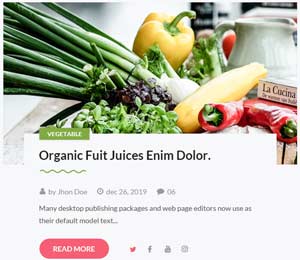 La Cucina
VEGETABLE
Organic Fuit Juices Enim Dolor.
by Jhon Doe dec 26, 2019 06
Many desktop publishing packages and web page editors now use as
their default model text...
READ MORE